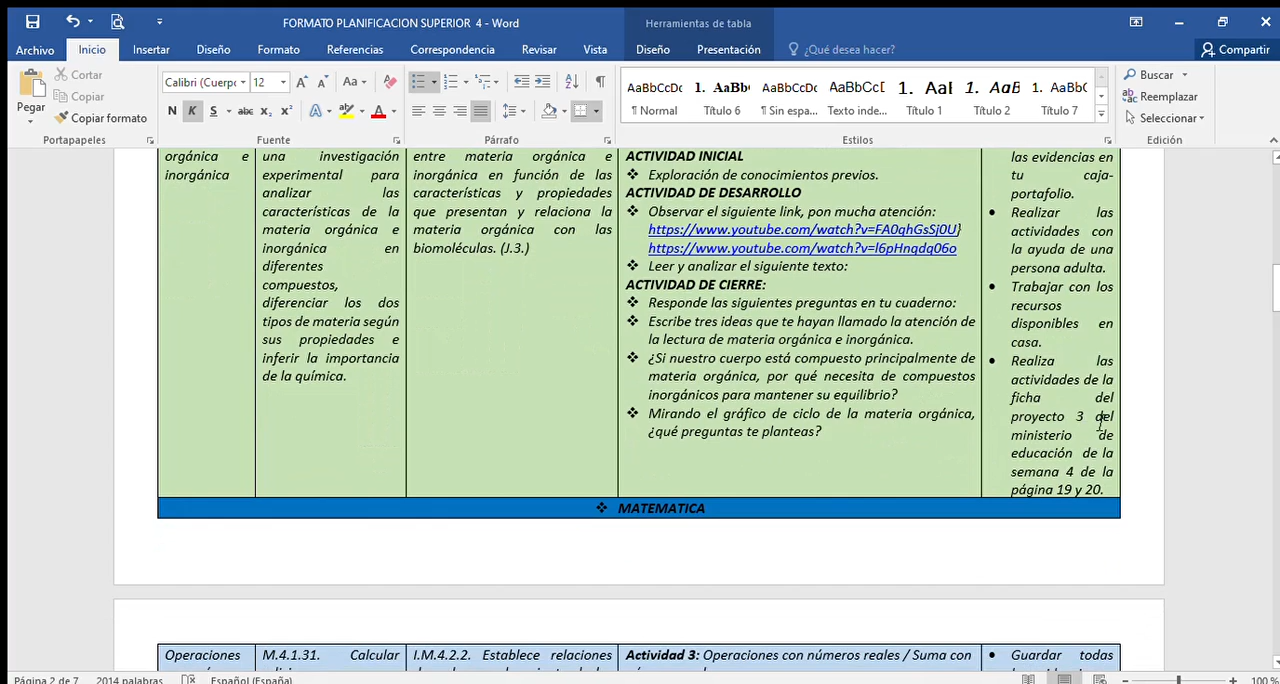 FORMATO PLANIFICACION SUPERIOR 4 - Word
Herramientas de tabla
Archivo Inicio Insertar Diseño Formato Referencias Correspondencia Revisar Vista Diseño Presentación ¿Qué desea hacer? Compartir
Pegar
Cortar
Copiar
Copiar formato
Portapapeles
Calibri (Cuerpo 12
Fuente
Párrafo
AaBbCcDc 1. AaBb( AaBbCcDc AaBbCcD 1. AaI 1. AaB 1. AaBbC
¶ Normal Título 6 ¶ Sin espa... Texto inde... Título 1 Título 2 Título 7
Estilos
Buscar
Reemplazar
Seleccionar
Edición
orgánica e
inorgánica
una investigación
experimental para
analizar las
características de la
materia orgánica e
inorgánica en
diferentes
compuestos,
diferenciar los dos
tipos de materia según
sus propiedades e
inferir la importancia
de la química.
entre materia orgánica e
inorgánica en función de las
características y propiedades
que presentan y relaciona la
materia orgánica con las
biomoléculas. (J.3.)
ACTIVIDAD INICIAL
❖ Exploración de conocimientos previos.
ACTIVIDAD DE DESARROLLO
❖ Observar el siguiente link, pon mucha atención:
https://www.youtube.com/watch?v=FA0qhGsSj0U}
https://www.youtube.com/watch?v=l6pHnqdq06o
❖ Leer y analizar el siguiente texto:
ACTIVIDAD DE CIERRE:
❖ Responde las siguientes preguntas en tu cuaderno:
❖ Escribe tres ideas que te hayan llamado la atención de
la lectura de materia orgánica e inorgánica.
❖ ¿Si nuestro cuerpo está compuesto principalmente de
materia orgánica, por qué necesita de compuestos
inorgánicos para mantener su equilibrio?
❖ Mirando el gráfico de ciclo de la materia orgánica,
¿qué preguntas te planteas?
las evidencias en
tu caja-
portafolio.
• Realizar las
actividades con
la ayuda de una
persona adulta.
• Trabajar con los
recursos
disponibles en
casa.
• Realiza las
actividades de la
ficha del
proyecto 3 del
ministerio de
educación de la
semana 4 de la
página 19 y 20.
❖ MATEMATICA
Operaciones
M.4.1.31. Calcular
I.M.4.2.2. Establece relaciones
Actividad 3: Operaciones con números reales / Suma con
• Guardar todas
Página 2 de 7 2014 palabras Español (España) 100 %